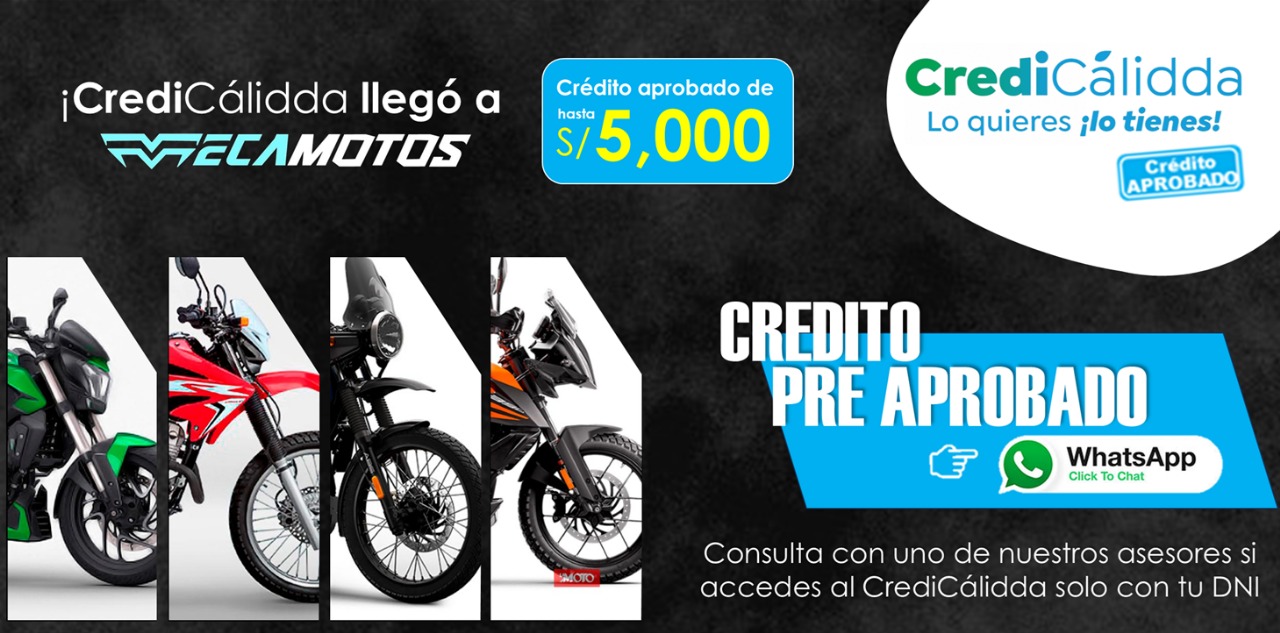 ¡CrediCálidda llegó a
MECAMOTOS
Crédito aprobado de
hasta
S/5,000
CrediCálidda
Lo quieres ¡lo tienes!
Crédito
APROBADO
CREDITO
PRE APROBADO
WhatsApp
Click To Chat
MOTO
Consulta con uno de nuestros asesores si
accedes al CrediCálidda solo con tu DNI